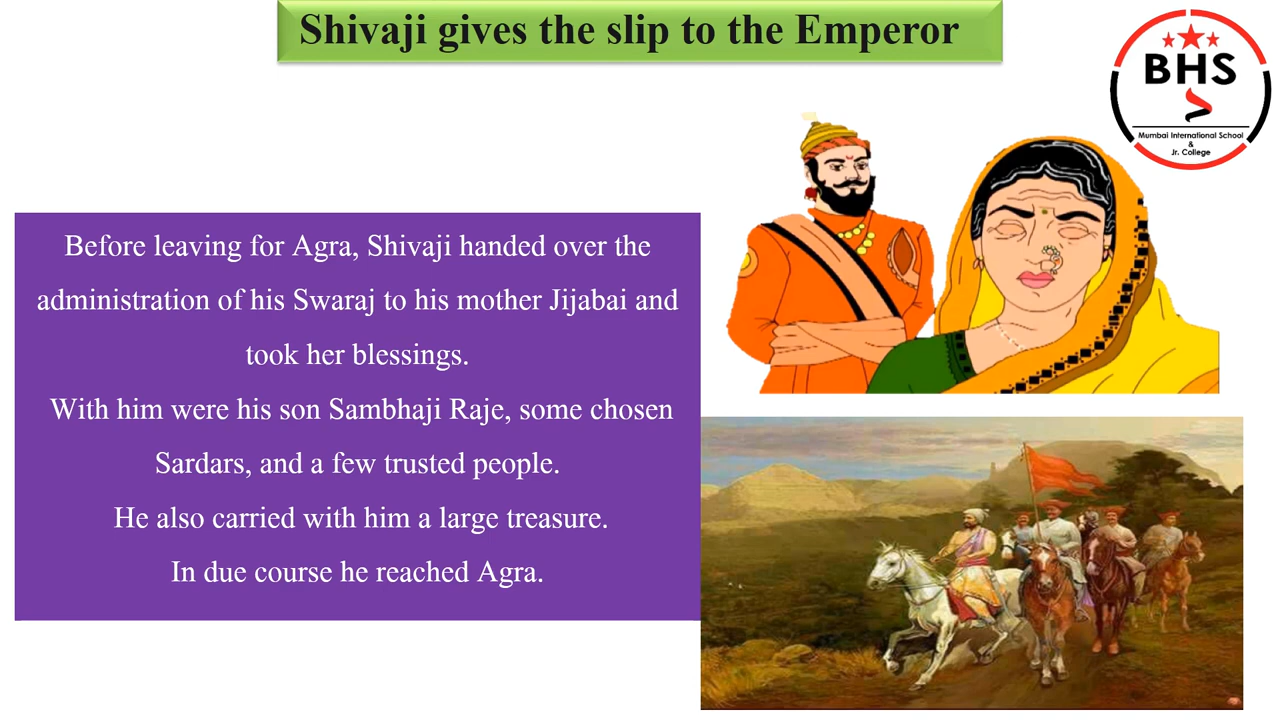 Shivaji gives the slip to the Emperor
BHS
Mumbai International School
&
Jr. College
Before leaving for Agra, Shivaji handed over the
administration of his Swaraj to his mother Jijabai and
took her blessings.
With him were his son Sambhaji Raje, some chosen
Sardars, and a few trusted people.
He also carried with him a large treasure.
In due course he reached Agra.